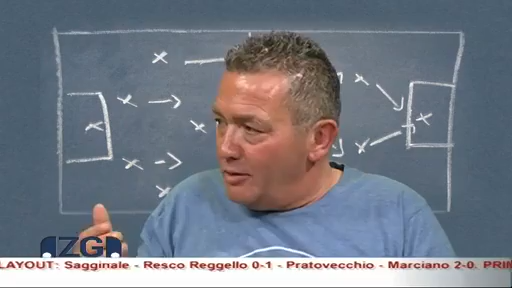 ZG
LAYOUT: Sagginale - Resco Reggello 0-1 - Pratovecchio - Marciano 2-0. PRIM